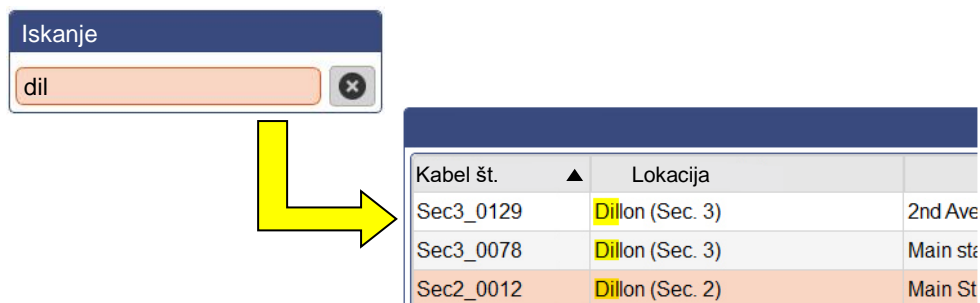 Iskanje
dil
Kabel št. ▲ Lokacija
Sec3_0129 Dillon (Sec. 3) 2nd Ave
Sec3_0078 Dillon (Sec. 3) Main sta
Sec2_0012 Dillon (Sec. 2) Main St